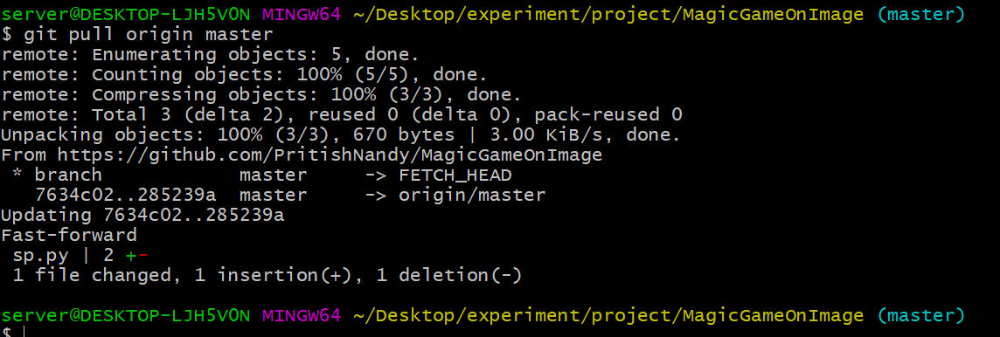 server@DESKTOP-LJH5V0N MINGW64 ~/Desktop/experiment/project/MagicGameOnImage (master)
$ git pull origin master
remote: Enumerating objects: 5, done.
remote: Counting objects: 100% (5/5), done.
remote: Compressing objects: 100% (3/3), done.
remote: Total 3 (delta 2), reused 0 (delta 0), pack-reused 0
Unpacking objects: 100% (3/3), 670 bytes | 3.00 KiB/s, done.
From https://github.com/PritishNandy/MagicGameOnImage
 * branch            master     -> FETCH_HEAD
   7634c02..285239a  master     -> origin/master
Updating 7634c02..285239a
Fast-forward
 sp.py | 2 +-
 1 file changed, 1 insertion(+), 1 deletion(-)
server@DESKTOP-LJH5V0N MINGW64 ~/Desktop/experiment/project/MagicGameOnImage (master)
$